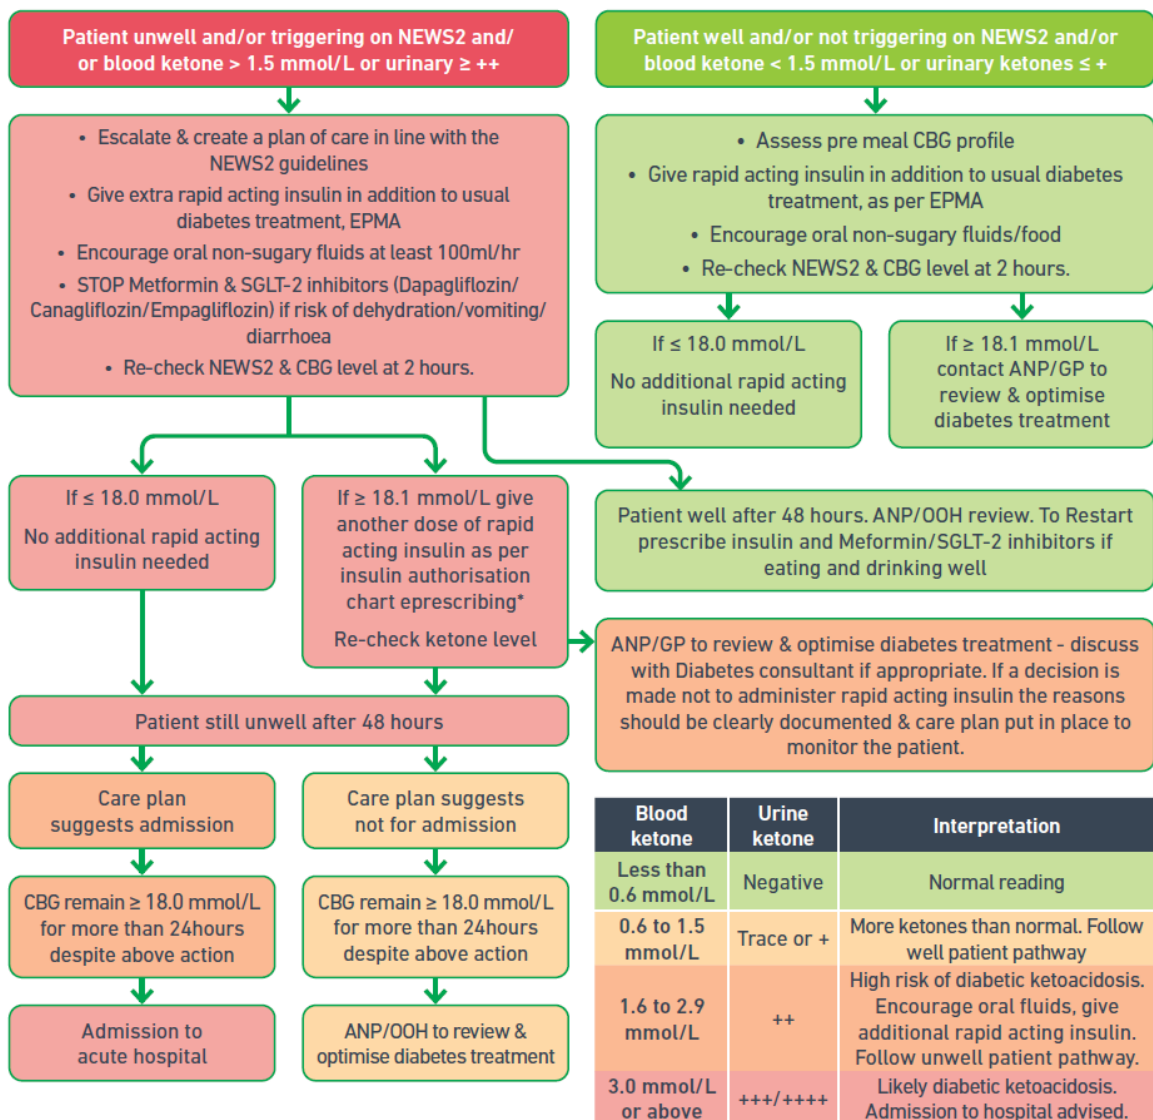 Patient unwell and/or triggering on NEWS2 and/
or blood ketone > 1.5 mmol/L or urinary ≥ ++
• Escalate & create a plan of care in line with the
NEWS2 guidelines
• Give extra rapid acting insulin in addition to usual
diabetes treatment, EPMA
• Encourage oral non-sugary fluids at least 100ml/hr
• STOP Metformin & SGLT-2 inhibitors (Dapagliflozin/
Canagliflozin/Empagliflozin) if risk of dehydration/vomiting/
diarrhoea
• Re-check NEWS2 & CBG level at 2 hours.
If ≤ 18.0 mmol/L
No additional rapid acting
insulin needed
If ≥ 18.1 mmol/L give
another dose of rapid
acting insulin as per
insulin authorisation
chart eprescribing*
Re-check ketone level
Patient still unwell after 48 hours
Care plan
suggests admission
Care plan suggests
not for admission
CBG remain ≥ 18.0 mmol/L
for more than 24hours
despite above action
CBG remain ≥ 18.0 mmol/L
for more than 24hours
despite above action
Admission to
acute hospital
ANP/OOH to review &
optimise diabetes treatment
Patient well and/or not triggering on NEWS2 and/or
blood ketone < 1.5 mmol/L or urinary ketones ≤ +
• Assess pre meal CBG profile
• Give rapid acting insulin in addition to usual diabetes
treatment, as per EPMA
• Encourage oral non-sugary fluids/food
• Re-check NEWS2 & CBG level at 2 hours.
If ≤ 18.0 mmol/L
No additional rapid acting
insulin needed
If ≥ 18.1 mmol/L
contact ANP/GP to
review & optimise
diabetes treatment
Patient well after 48 hours. ANP/OOH review. To Restart
prescribe insulin and Meformin/SGLT-2 inhibitors if
eating and drinking well
ANP/GP to review & optimise diabetes treatment - discuss
with Diabetes consultant if appropriate. If a decision is
made not to administer rapid acting insulin the reasons
should be clearly documented & care plan put in place to
monitor the patient.
Blood
ketone
Urine
ketone
Interpretation
Less than
0.6 mmol/L
Negative
Normal reading
0.6 to 1.5
mmol/L
Trace or +
More ketones than normal. Follow
well patient pathway
1.6 to 2.9
mmol/L
++
High risk of diabetic ketoacidosis.
Encourage oral fluids, give
additional rapid acting insulin.
Follow unwell patient pathway.
3.0 mmol/L
or above
+++/++++
Likely diabetic ketoacidosis.
Admission to hospital advised.